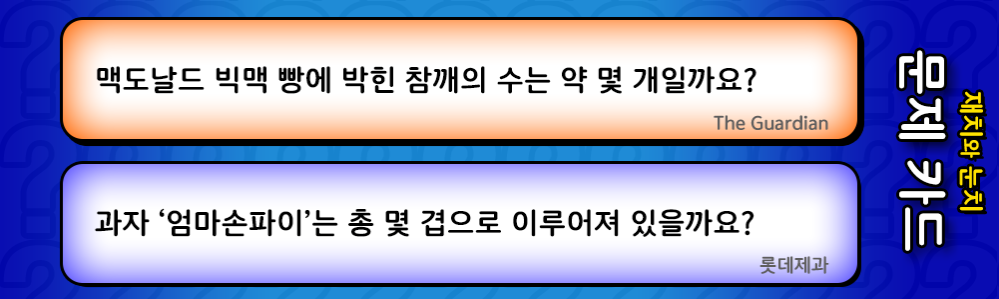 맥도날드 빅맥 빵에 박힌 참깨의 수는 약 몇 개일까요?
The Guardian
과자 ‘엄마손파이’는 총 몇 겹으로 이루어져 있을까요?
롯데제과
재치와 눈치
문제 카드